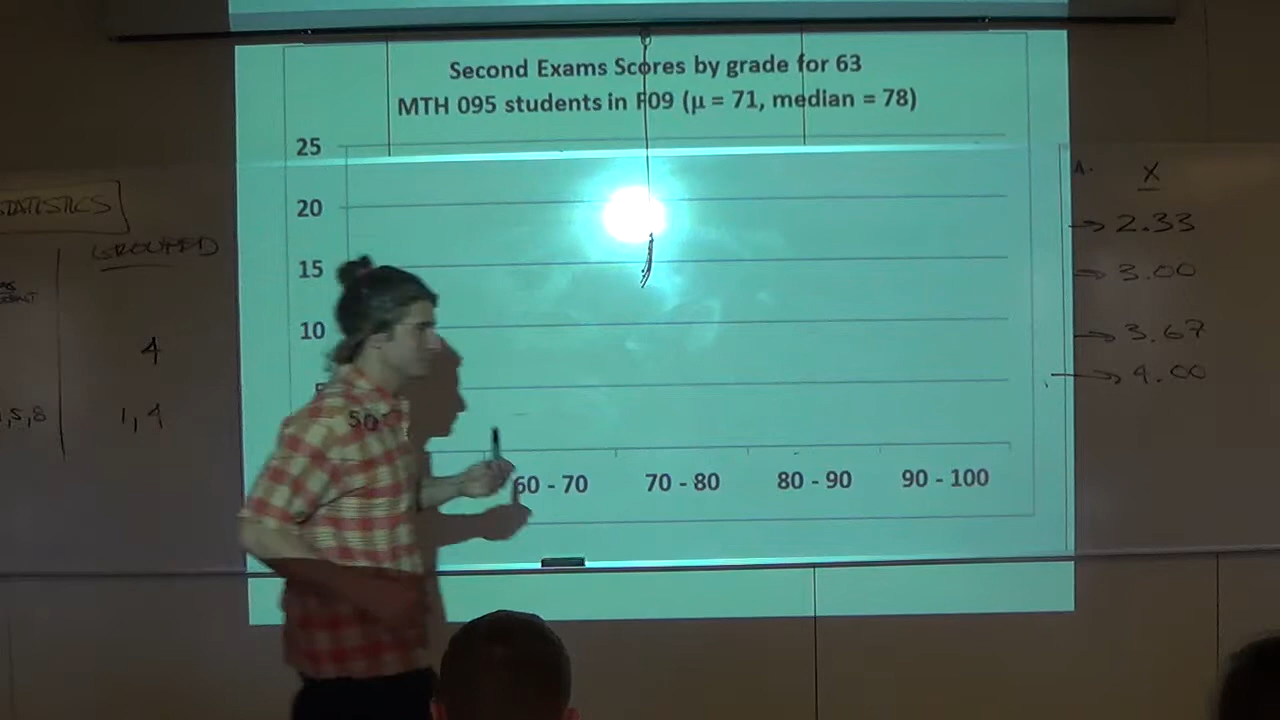 Second Exams Scores by grade for 63
MTH 095 students in F09 (μ = 71, median = 78)
25
20
15
10
50
60 - 70
70 - 80
80 - 90
90 - 100
STATISTICS
GROUPED
4
,5,8
1,4
A.
X
→ 2.33
→ 3.00
→ 3.67
→ 4.00